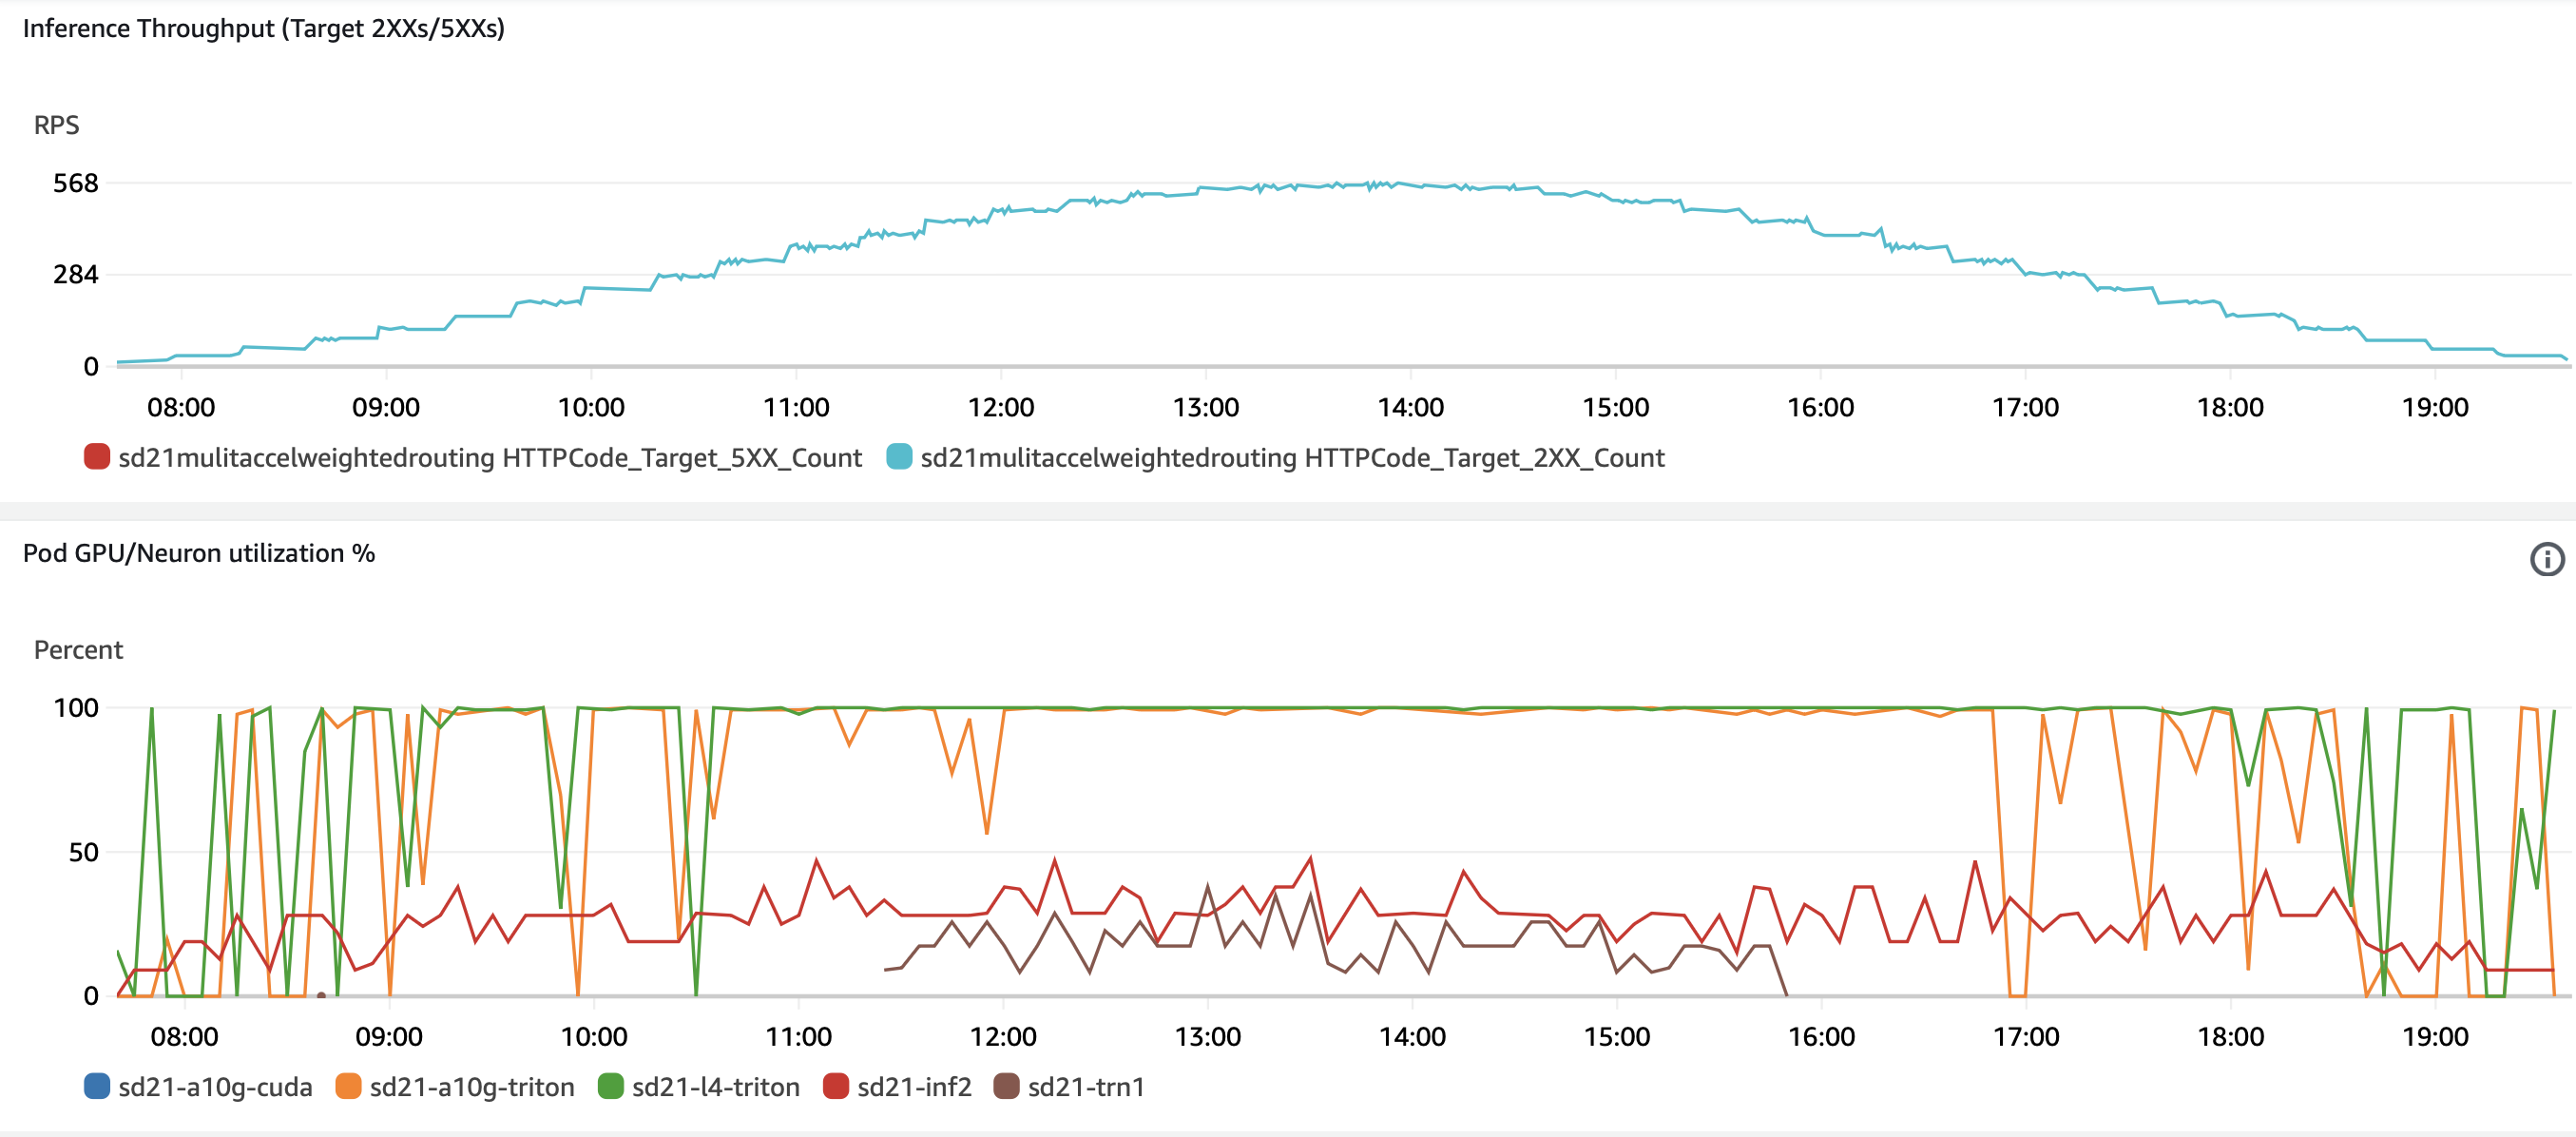 Inference Throughput (Target 2XXs/5XXs)
RPS
568
284
0
08:00 09:00 10:00 11:00 12:00 13:00 14:00 15:00 16:00 17:00 18:00 19:00
sd21mulitaccelweightedrouting HTTPCode_Target_5XX_Count sd21mulitaccelweightedrouting HTTPCode_Target_2XX_Count
Pod GPU/Neuron utilization %
Percent
100
50
0
08:00 09:00 10:00 11:00 12:00 13:00 14:00 15:00 16:00 17:00 18:00 19:00
sd21-a10g-cuda sd21-a10g-triton sd21-l4-triton sd21-inf2 sd21-trn1